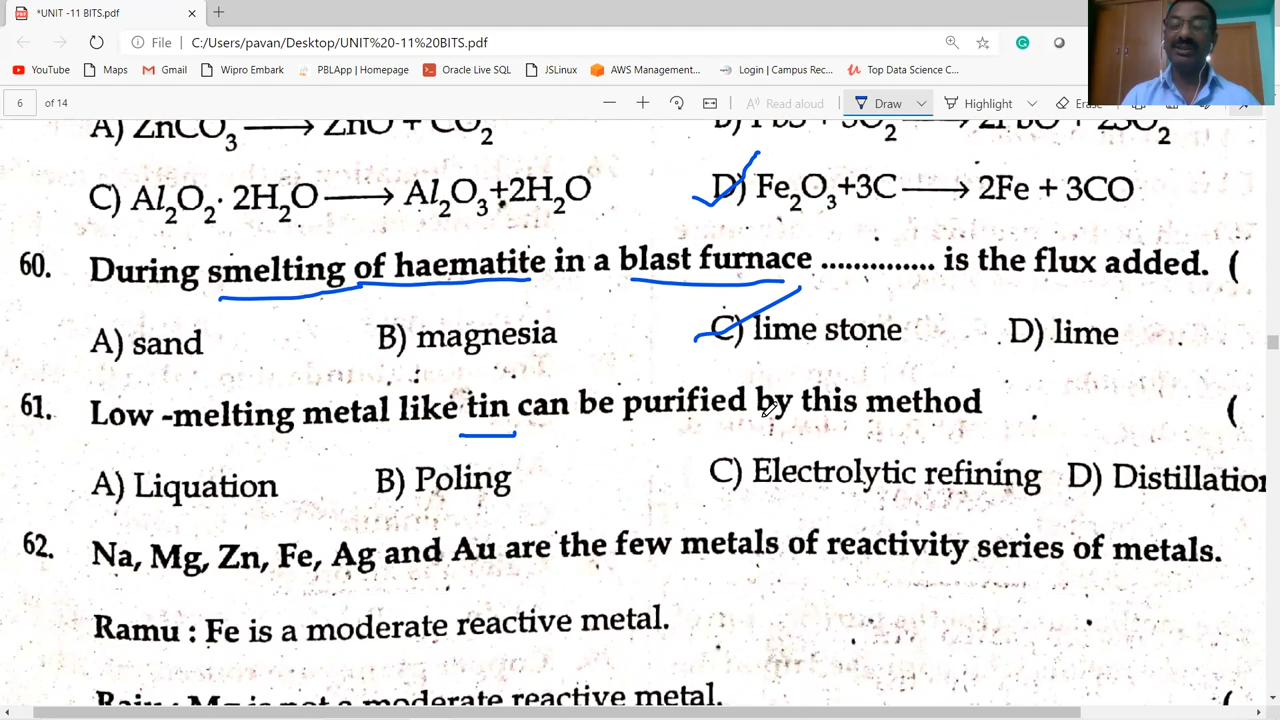 *UNIT -11 BITS.pdf
File C:/Users/pavan/Desktop/UNIT%20-11%20BITS.pdf
YouTube Maps Gmail Wipro Embark PBLApp | Homepage Oracle Live SQL JSLinux AWS Management... Login | Campus Rec... Top Data Science C...
6 of 14 Read aloud Draw Highlight
A) ZnCO3 ⟶ ZnO + CO2
C) Al2O2·2H2O ⟶ Al2O3+2H2O D) Fe2O3+3C ⟶ 2Fe + 3CO
60. During smelting of haematite in a blast furnace .............. is the flux added. (
A) sand B) magnesia C) lime stone D) lime
61. Low -melting metal like tin can be purified by this method (
A) Liquation B) Poling C) Electrolytic refining D) Distillation
62. Na, Mg, Zn, Fe, Ag and Au are the few metals of reactivity series of metals.
Ramu : Fe is a moderate reactive metal.
moderate reactive metal. (